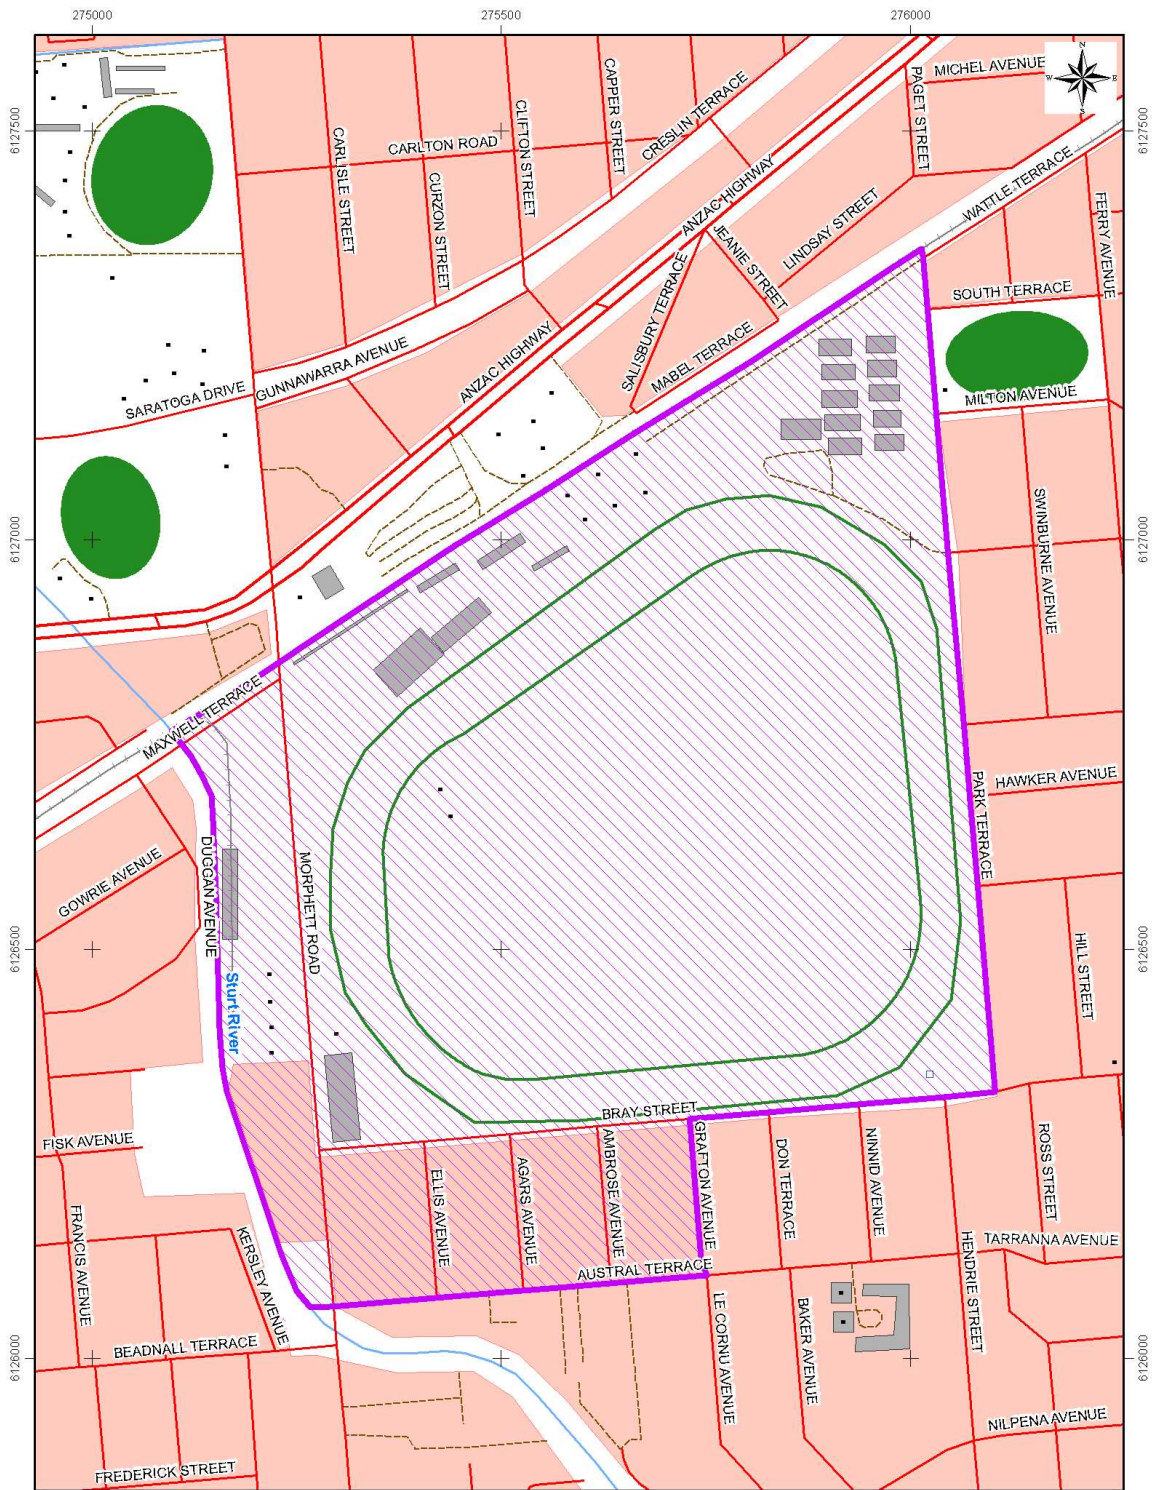 275000
275500
276000
N
W
E
S
6127500
6127500
6127000
6127000
6126500
6126500
6126000
6126000
MICHEL AVENUE
CAPPER STREET
PAGET STREET
CRESLIN TERRACE
CLIFTON STREET
CARLTON ROAD
CARLISLE STREET
CURZON STREET
ANZAC HIGHWAY
WATTLE TERRACE
LINDSAY STREET
FERRY AVENUE
JEANIE STREET
SALISBURY TERRACE
SOUTH TERRACE
MABEL TERRACE
ANZAC HIGHWAY
GUNNAWARRA AVENUE
SARATOGA DRIVE
MILTON AVENUE
SWINBURNE AVENUE
MAXWELL TERRACE
HAWKER AVENUE
PARK TERRACE
GOWRIE AVENUE
DUGGAN AVENUE
MORPHETT ROAD
HILL STREET
Sturt River
BRAY STREET
FISK AVENUE
ELLIS AVENUE
AGARS AVENUE
AMBROSE AVENUE
GRAFTON AVENUE
DON TERRACE
NINNID AVENUE
ROSS STREET
FRANCIS AVENUE
KERSLEY AVENUE
HENDRIE STREET
TARRANNA AVENUE
AUSTRAL TERRACE
LE CORNU AVENUE
BAKER AVENUE
BEADNALL TERRACE
NILPENA AVENUE
FREDERICK STREET